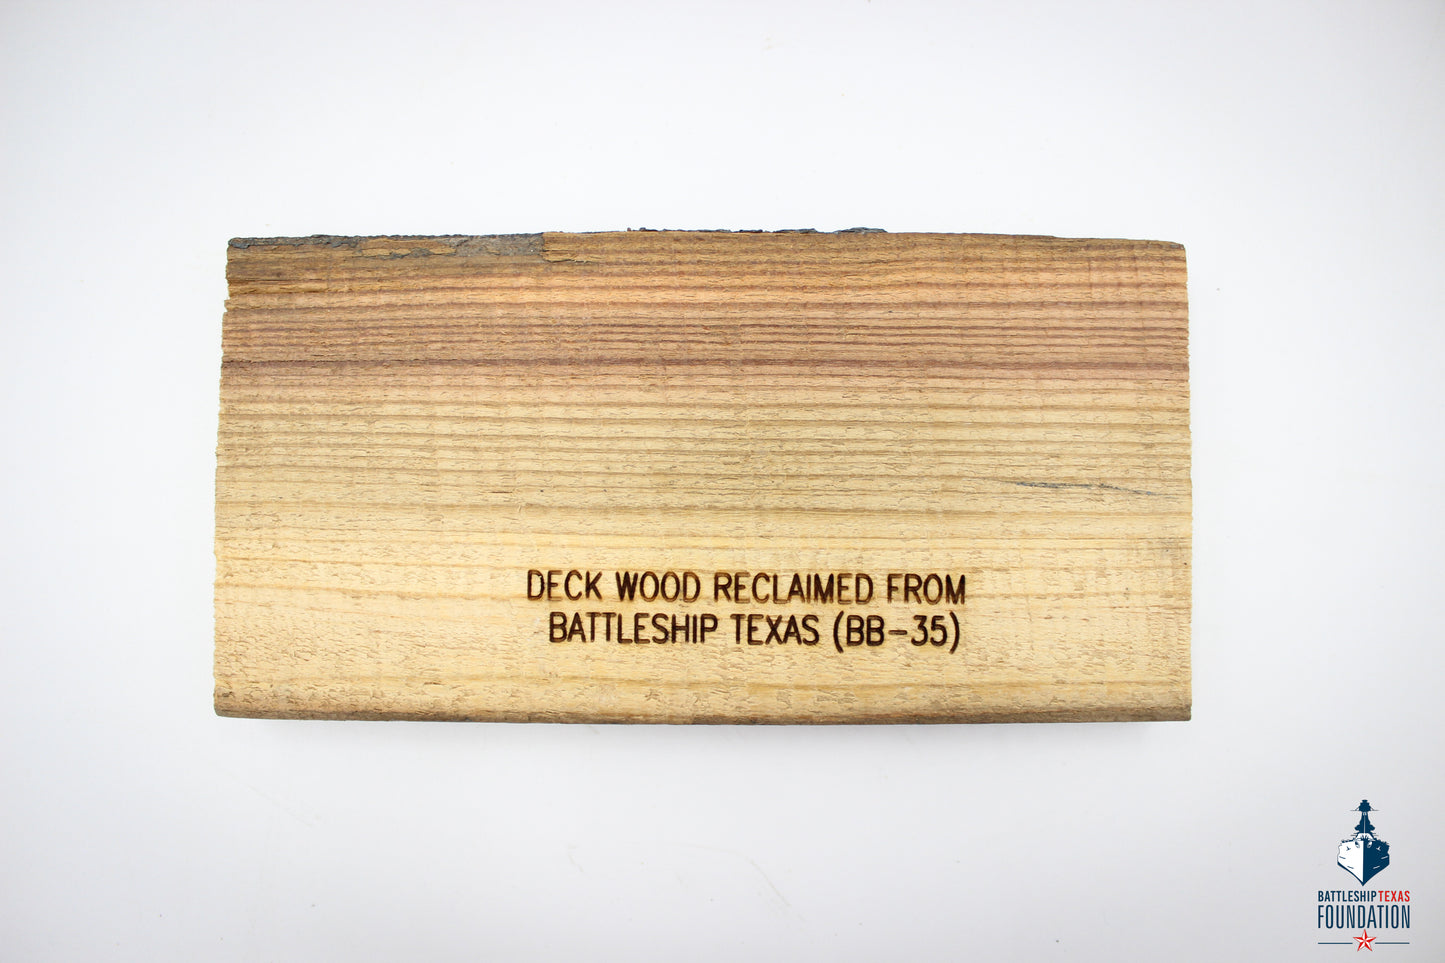 DECK WOOD RECLAIMED FROM
BATTLESHIP TEXAS (BB-35)
BATTLESHIP TEXAS
FOUNDATION